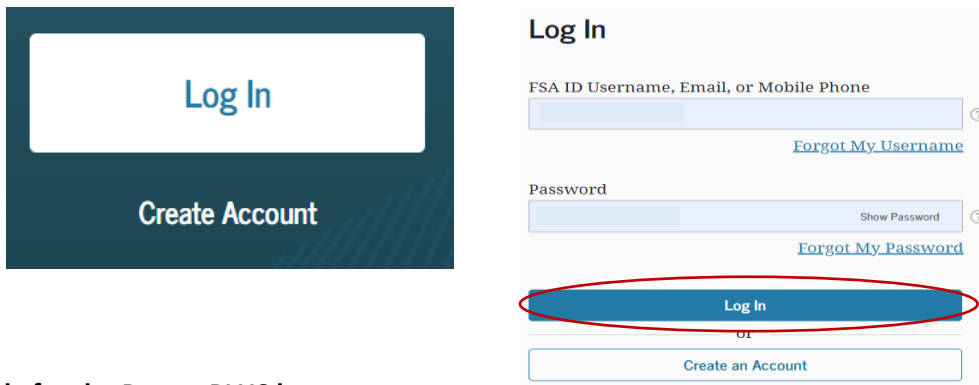 Log In
Create Account
Log In
FSA ID Username, Email, or Mobile Phone
Forgot My Username
Password
Show Password
Forgot My Password
Log In
or
Create an Account